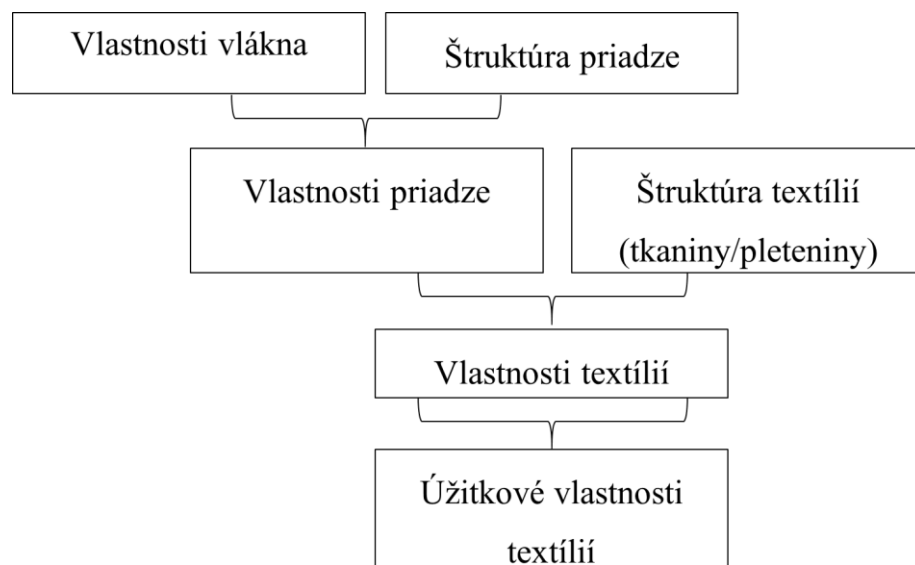 Vlastnosti vlákna
Štruktúra priadze
Vlastnosti priadze
Štruktúra textílií
(tkaniny/pleteniny)
Vlastnosti textílií
Úžitkové vlastnosti
textílií